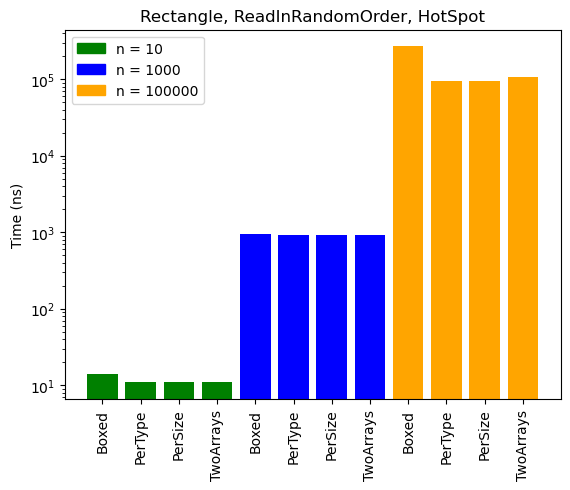 Rectangle, ReadInRandomOrder, HotSpot
n = 10
n = 1000
n = 100000
Time (ns)
10^5
10^4
10^3
10^2
10^1
Boxed
PerType
PerSize
TwoArrays
Boxed
PerType
PerSize
TwoArrays
Boxed
PerType
PerSize
TwoArrays